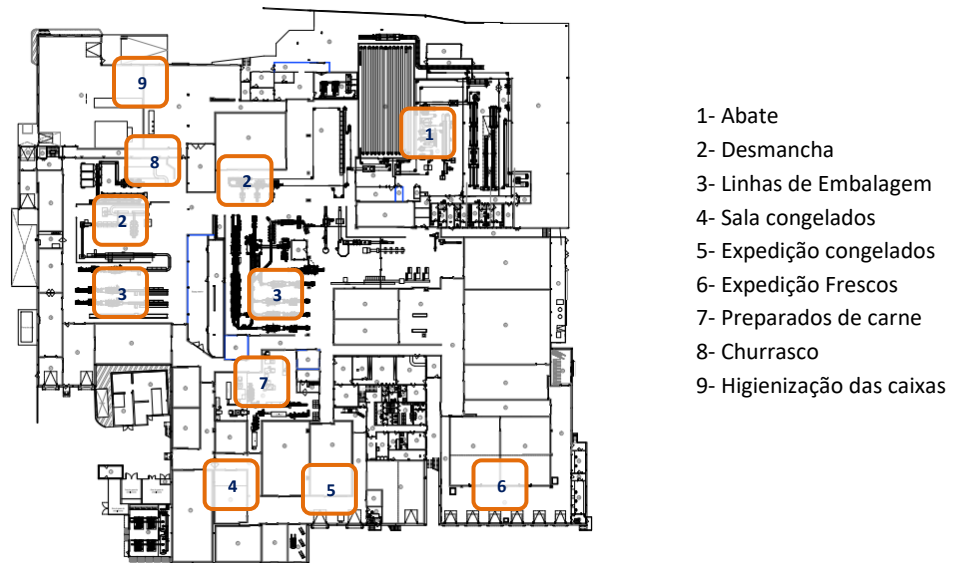 9
8
1
2
2
3
3
7
4
5
6
1- Abate
2- Desmancha
3- Linhas de Embalagem
4- Sala congelados
5- Expedição congelados
6- Expedição Frescos
7- Preparados de carne
8- Churrasco
9- Higienização das caixas